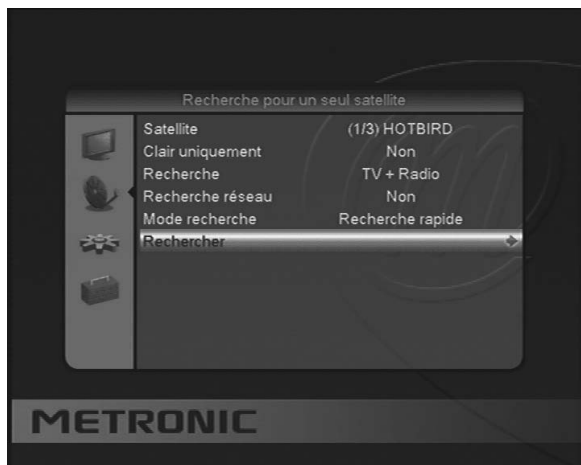 Recherche pour un seul satellite
Satellite (1/3) HOTBIRD
Clair uniquement Non
Recherche TV + Radio
Recherche réseau Non
Mode recherche Recherche rapide
Rechercher
METRONIC